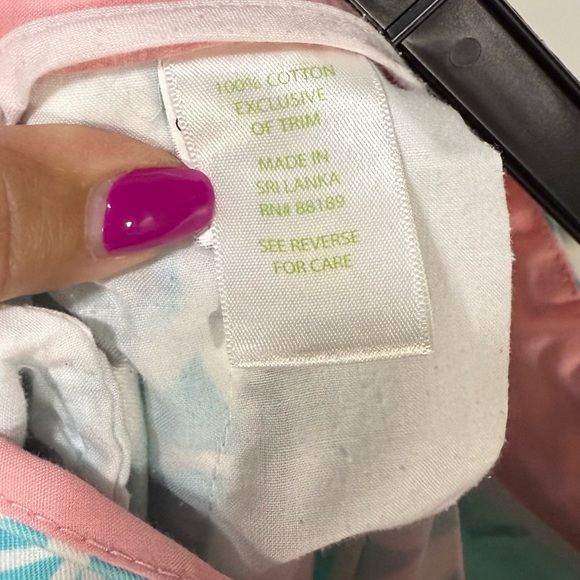 100% COTTON
EXCLUSIVE
OF TRIM
MADE IN
SRI LANKA
RN# 88189
SEE REVERSE
FOR CARE